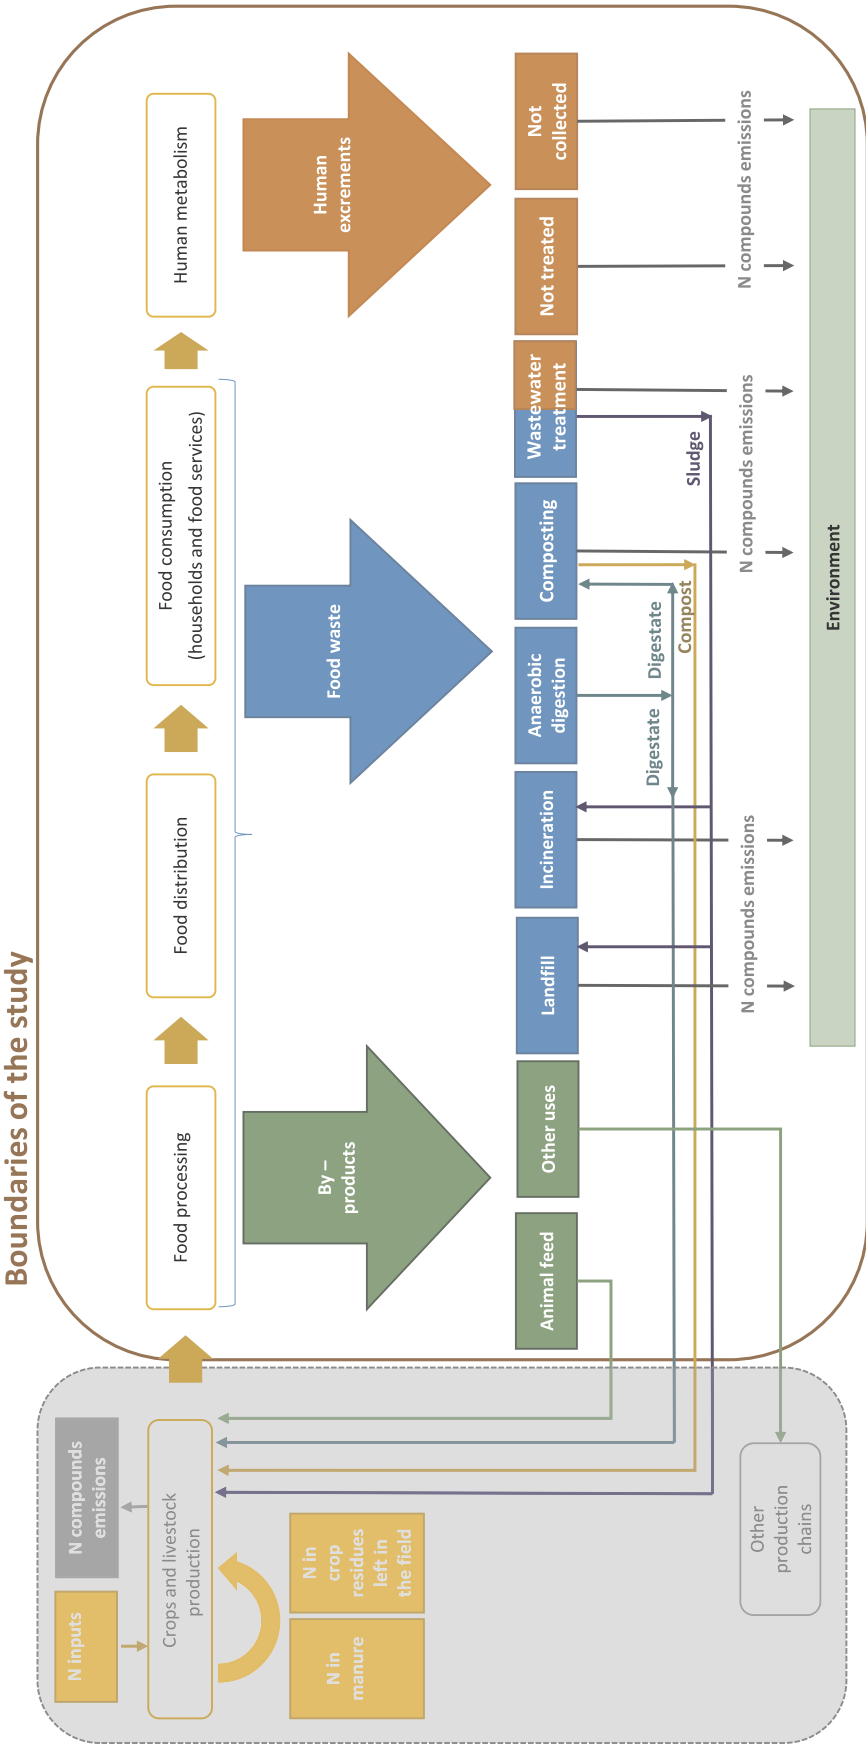 Boundaries of the study
N inputs
N compounds
emissions
Crops and livestock
production
N in
manure
N in
crop
residues
left in
the field
Other
production
chains
Food processing
Food distribution
Food consumption
(households and food services)
Human metabolism
By –
products
Food waste
Human
excrements
Animal feed
Other uses
Landfill
Incineration
Anaerobic
digestion
Composting
Wastewater
treatment
Not treated
Not
collected
Digestate
Digestate
Compost
Sludge
N compounds emissions
N compounds emissions
N compounds emissions
Environment